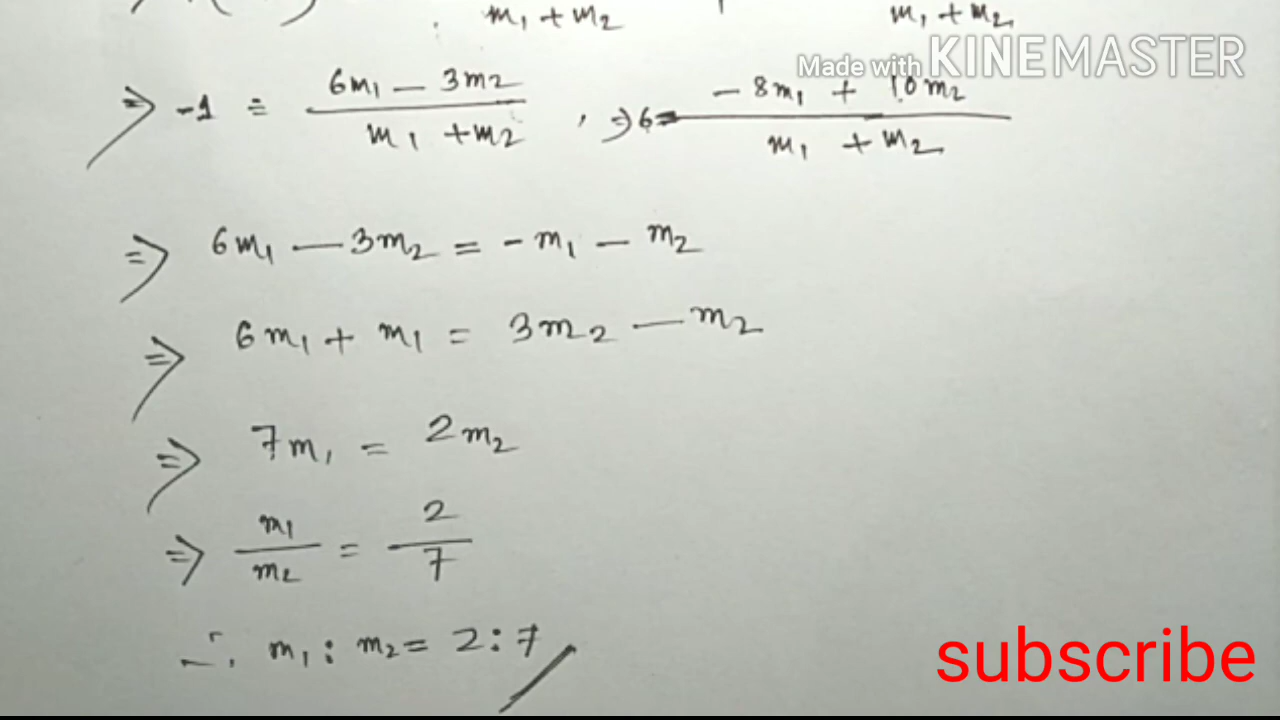 m₁ + m₂ m₁ + m₂
Made with KINEMASTER
⇒ -1 = (6m₁ - 3m₂)/(m₁ + m₂) , ⇒ 6 = (-8m₁ + 10m₂)/(m₁ + m₂)
⇒ 6m₁ - 3m₂ = -m₁ - m₂
⇒ 6m₁ + m₁ = 3m₂ - m₂
⇒ 7m₁ = 2m₂
⇒ m₁/m₂ = 2/7
∴ m₁ : m₂ = 2 : 7
subscribe